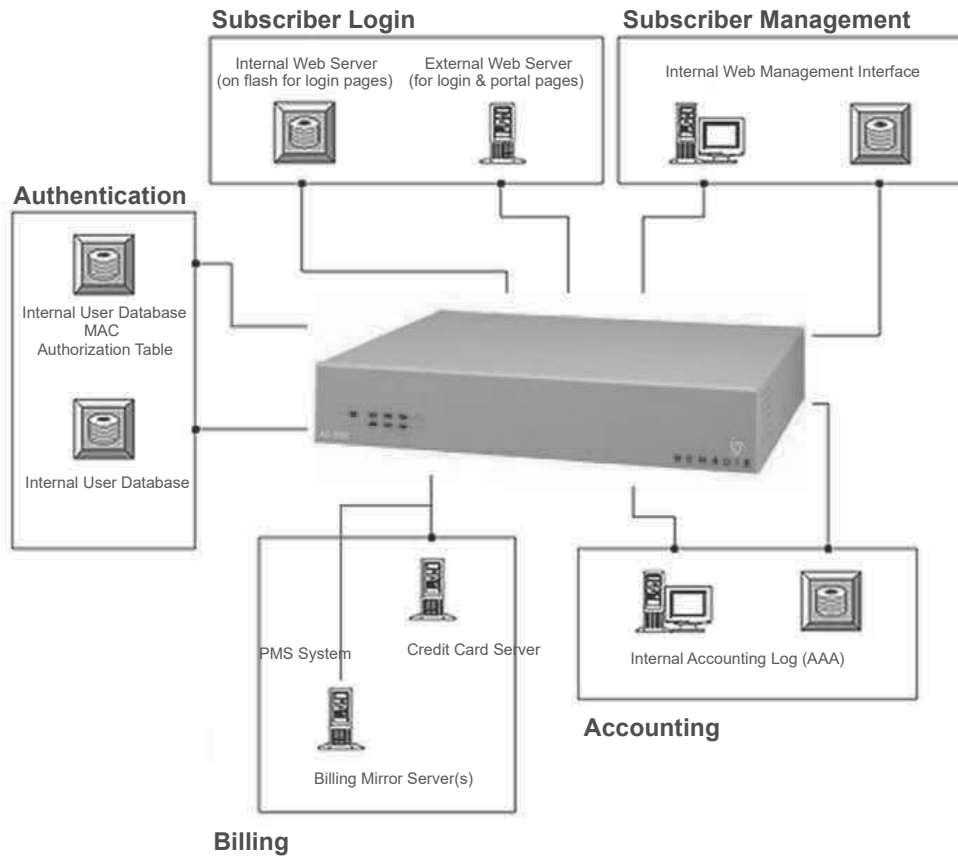 Subscriber Login
Subscriber Management
Internal Web Server
(on flash for login pages)
External Web Server
(for login & portal pages)
Internal Web Management Interface
Authentication
Internal User Database
MAC
Authorization Table
Internal User Database
NOMADIX
PMS System
Credit Card Server
Billing Mirror Server(s)
Internal Accounting Log (AAA)
Accounting
Billing